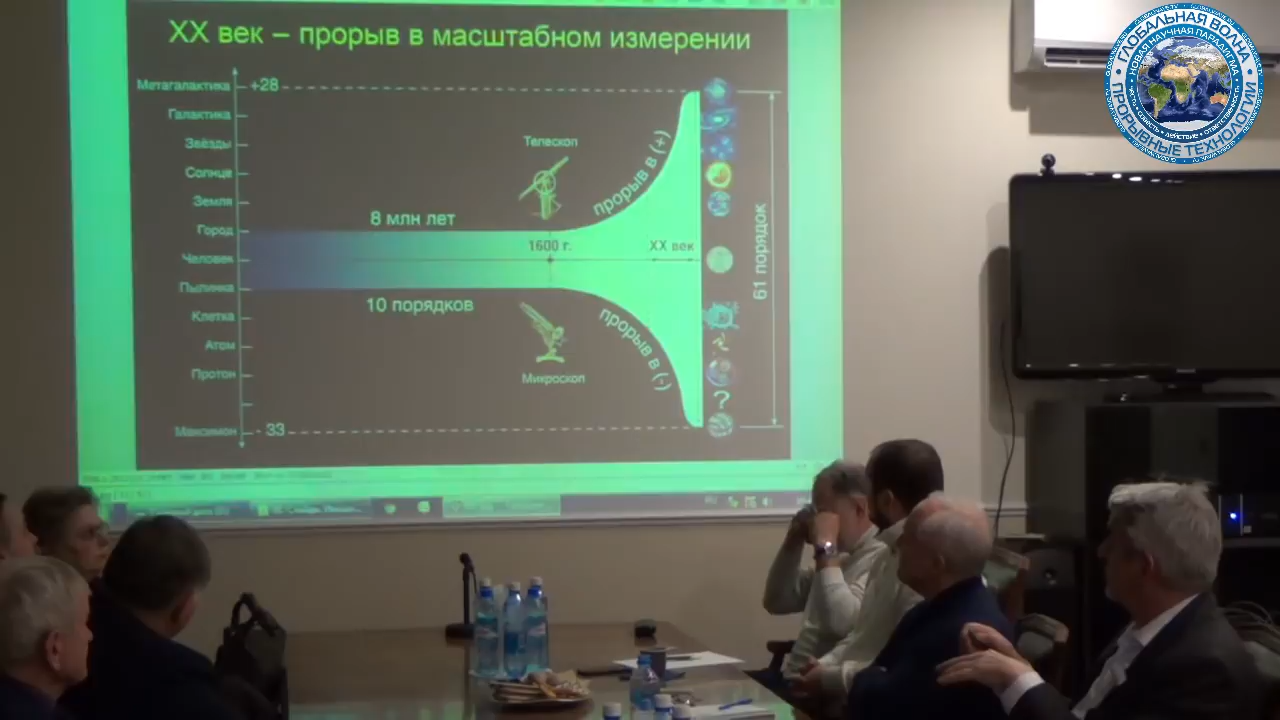 XX век – прорыв в масштабном измерении
Метагалактика
+28
Галактика
Звёзды
Солнце
Земля
Город
Человек
Пылинка
Клетка
Атом
Протон
Максимон
- 33
8 млн лет
10 порядков
Телескоп
1600 г.
XX век
Микроскоп
прорыв в (+)
прорыв в (-)
?
61 порядок
ГЛОБАЛЬНАЯ ВОЛНА
НОВАЯ НАУЧНАЯ ПАРАДИГМА
ПРОРЫВНЫЕ ТЕХНОЛОГИИ